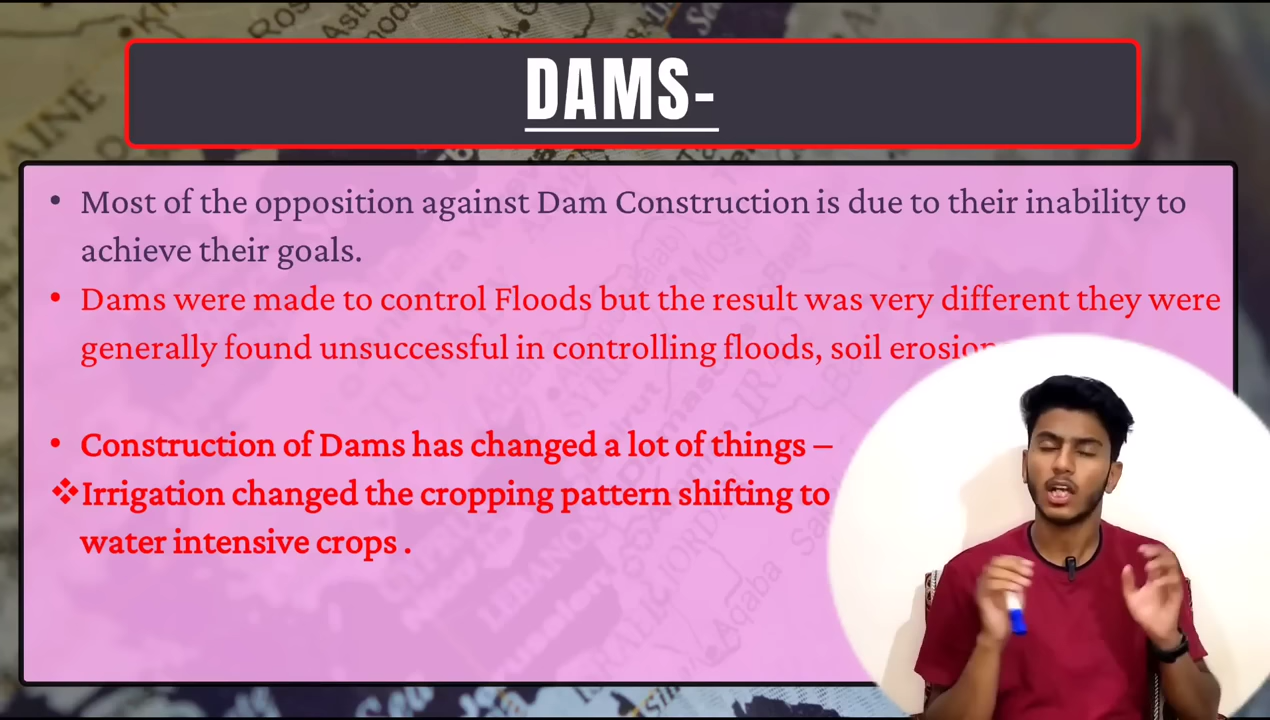 DAMS-
• Most of the opposition against Dam Construction is due to their inability to
achieve their goals.
• Dams were made to control Floods but the result was very different they were
generally found unsuccessful in controlling floods, soil erosion
• Construction of Dams has changed a lot of things –
❖Irrigation changed the cropping pattern shifting to
water intensive crops .